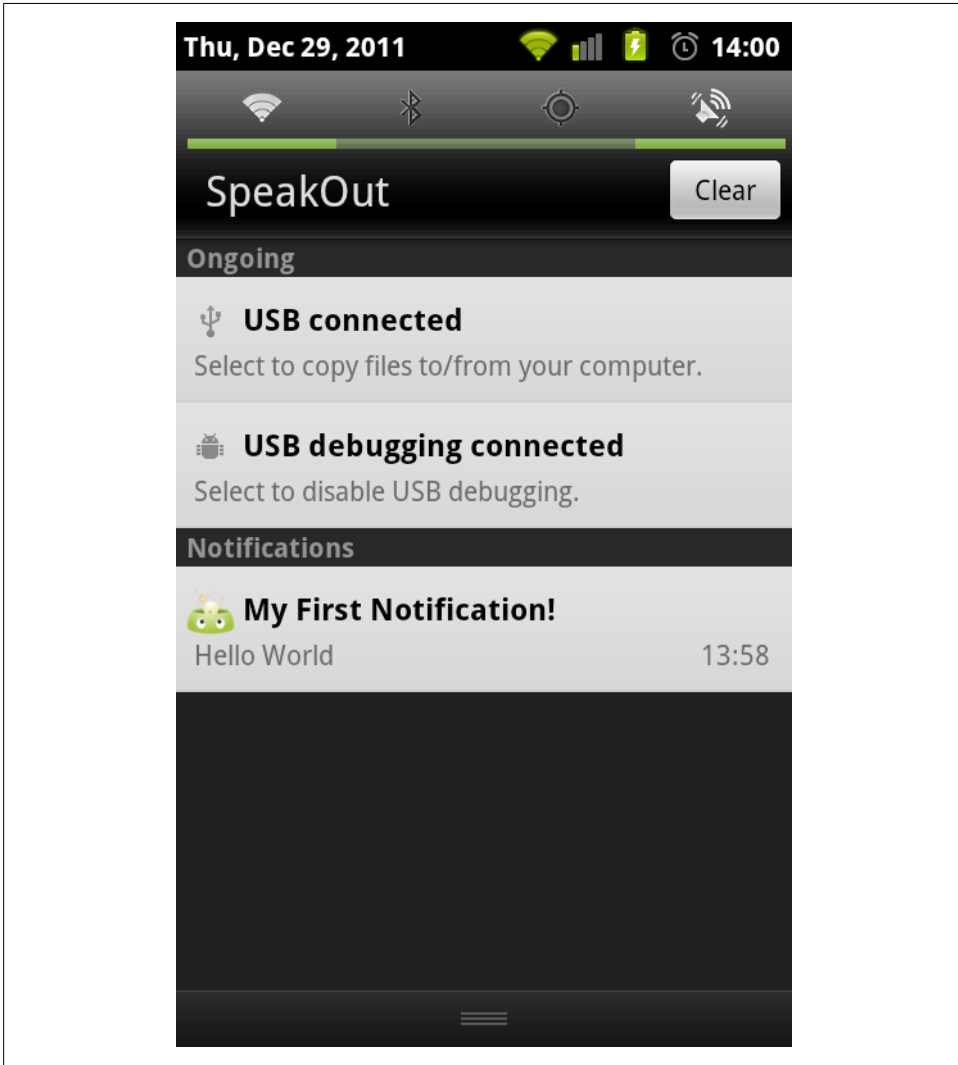 Thu, Dec 29, 2011 14:00
SpeakOut Clear
Ongoing
USB connected
Select to copy files to/from your computer.
USB debugging connected
Select to disable USB debugging.
Notifications
My First Notification!
Hello World 13:58